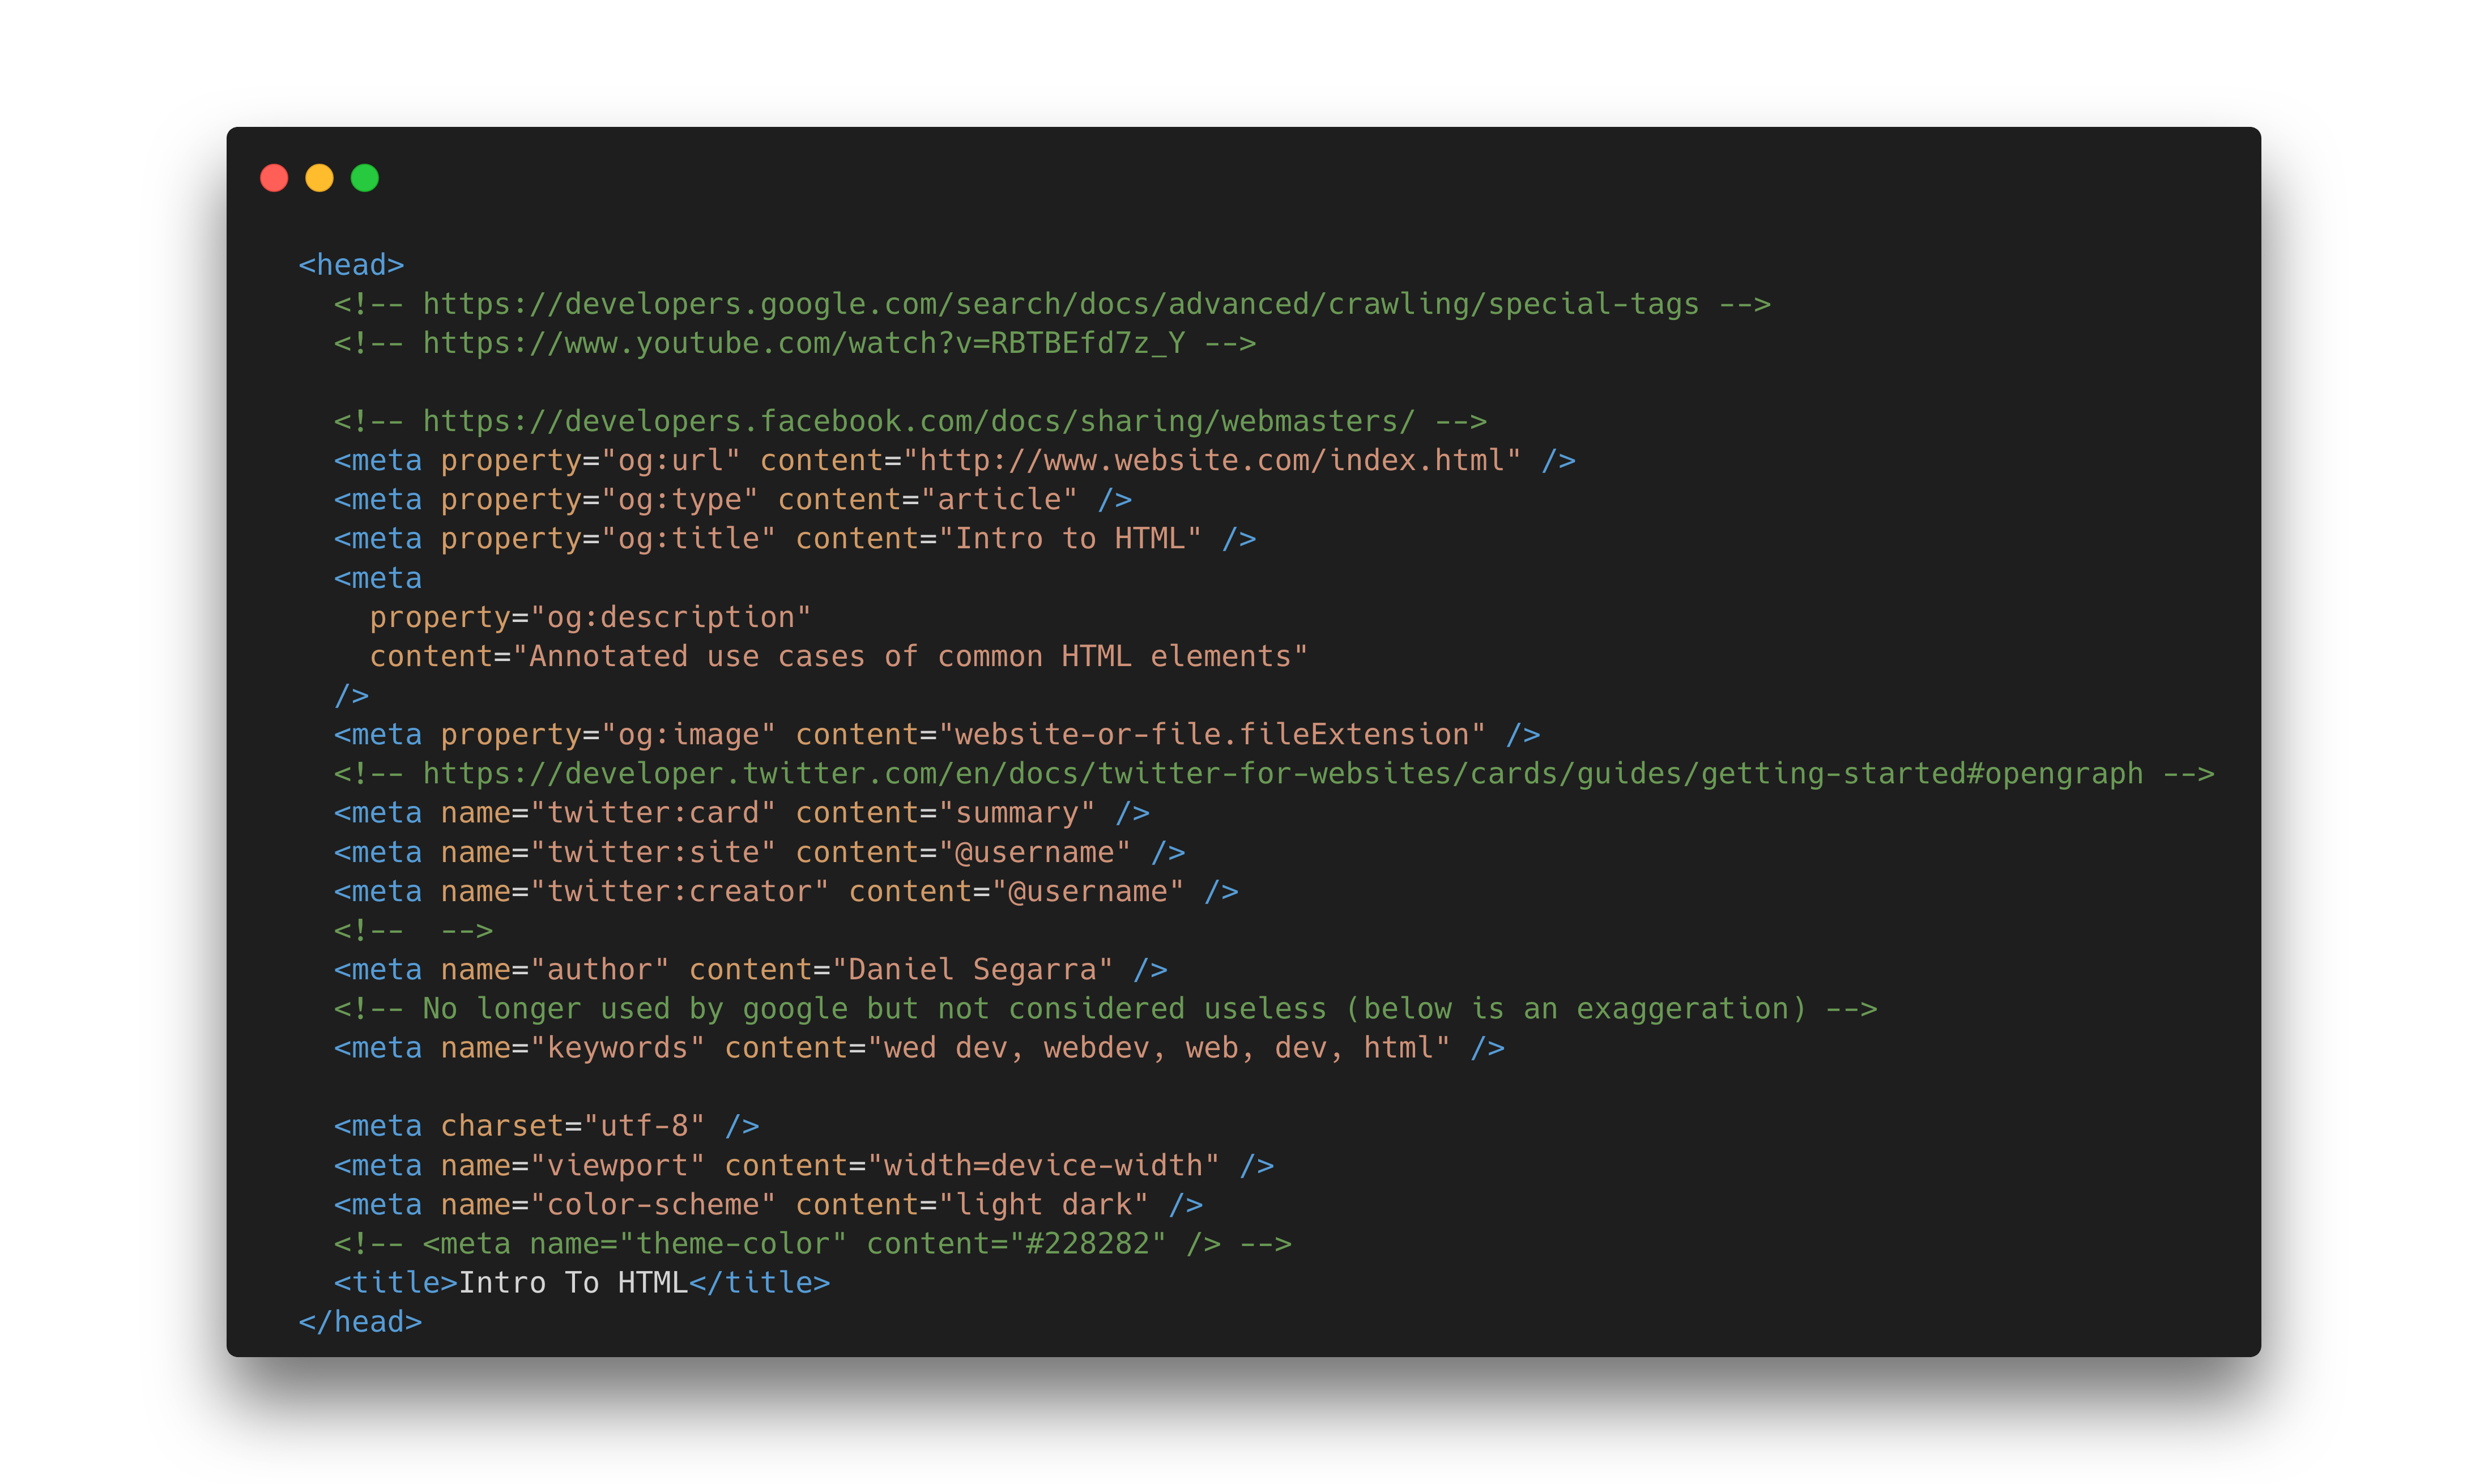 <head>
<!-- https://developers.google.com/search/docs/advanced/crawling/special-tags -->
<!-- https://www.youtube.com/watch?v=RBTBEfd7z_Y -->
<!-- https://developers.facebook.com/docs/sharing/webmasters/ -->
<meta property="og:url" content="http://www.website.com/index.html" />
<meta property="og:type" content="article" />
<meta property="og:title" content="Intro to HTML" />
<meta
property="og:description"
content="Annotated use cases of common HTML elements"
/>
<meta property="og:image" content="website-or-file.fileExtension" />
<!-- https://developer.twitter.com/en/docs/twitter-for-websites/cards/guides/getting-started#opengraph -->
<meta name="twitter:card" content="summary" />
<meta name="twitter:site" content="@username" />
<meta name="twitter:creator" content="@username" />
<!--  -->
<meta name="author" content="Daniel Segarra" />
<!-- No longer used by google but not considered useless (below is an exaggeration) -->
<meta name="keywords" content="wed dev, webdev, web, dev, html" />
<meta charset="utf-8" />
<meta name="viewport" content="width=device-width" />
<meta name="color-scheme" content="light dark" />
<!-- <meta name="theme-color" content="#228282" /> -->
<title>Intro To HTML</title>
</head>